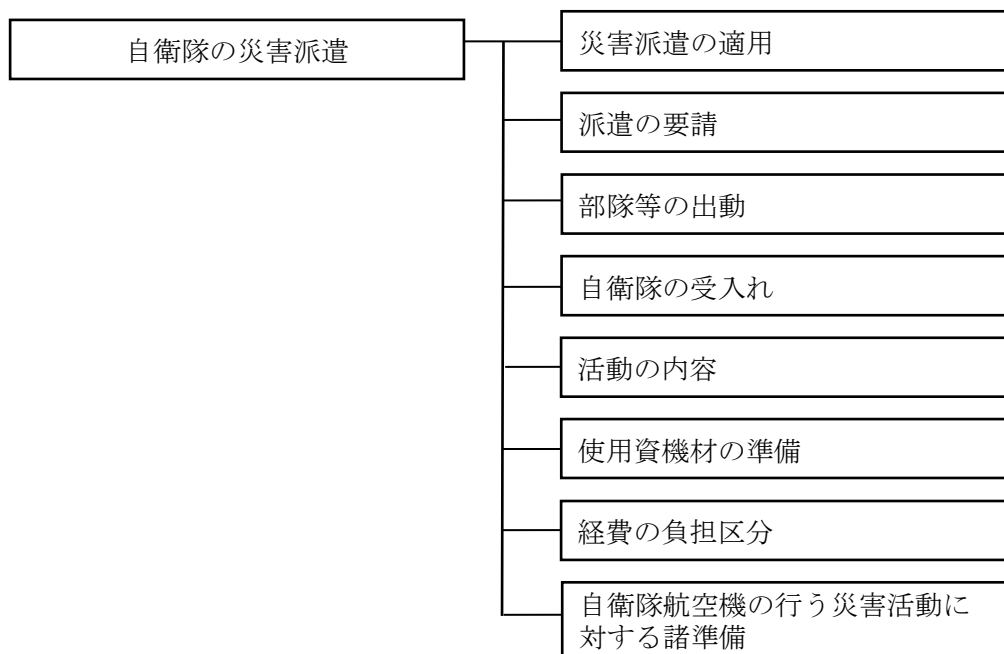 自衛隊の災害派遣
災害派遣の適用
派遣の要請
部隊等の出動
自衛隊の受入れ
活動の内容
使用資機材の準備
経費の負担区分
自衛隊航空機の行う災害活動に
対する諸準備